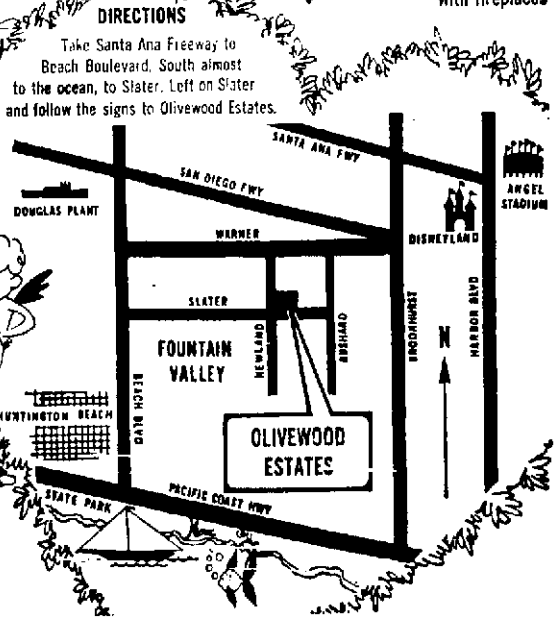 with fireplaces
DIRECTIONS
Take Santa Ana Freeway to
Beach Boulevard, South almost
to the ocean, to Slater. Left on Slater
and follow the signs to Olivewood Estates.
SANTA ANA FWY
SAN DIEGO FWY
ANGEL
STADIUM
DOUGLAS PLANT
DISNEYLAND
WARNER
SLATER
NEWLAND
BUSHARD
BROOKHURST
HARBOR BLVD
N
FOUNTAIN
VALLEY
BEACH BLVD
HUNTINGTON BEACH
OLIVEWOOD
ESTATES
STATE PARK
PACIFIC COAST HWY